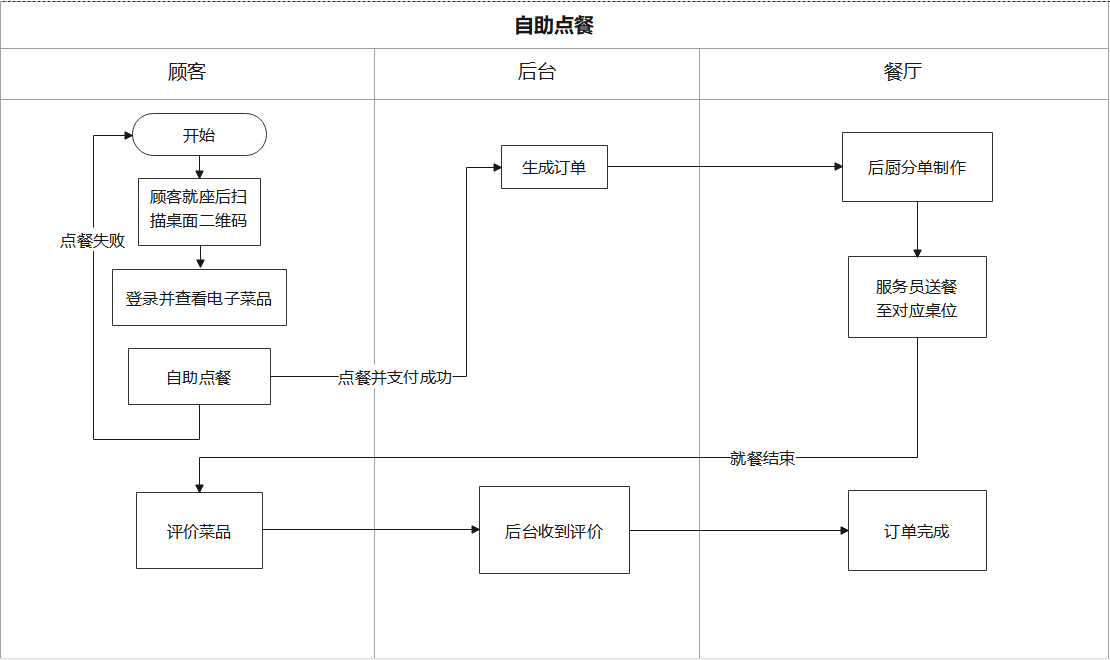 自助点餐
顾客
后台
餐厅
开始
顾客就座后扫
描桌面二维码
点餐失败
登录并查看电子菜品
自助点餐
点餐并支付成功
生成订单
后厨分单制作
服务员送餐
至对应桌位
就餐结束
评价菜品
后台收到评价
订单完成